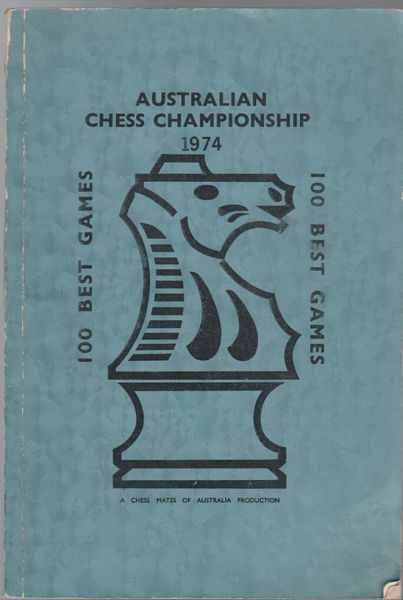 AUSTRALIAN
CHESS CHAMPIONSHIP
1974
100 BEST GAMES
100 BEST GAMES
A CHESS MATES OF AUSTRALIA PRODUCTION